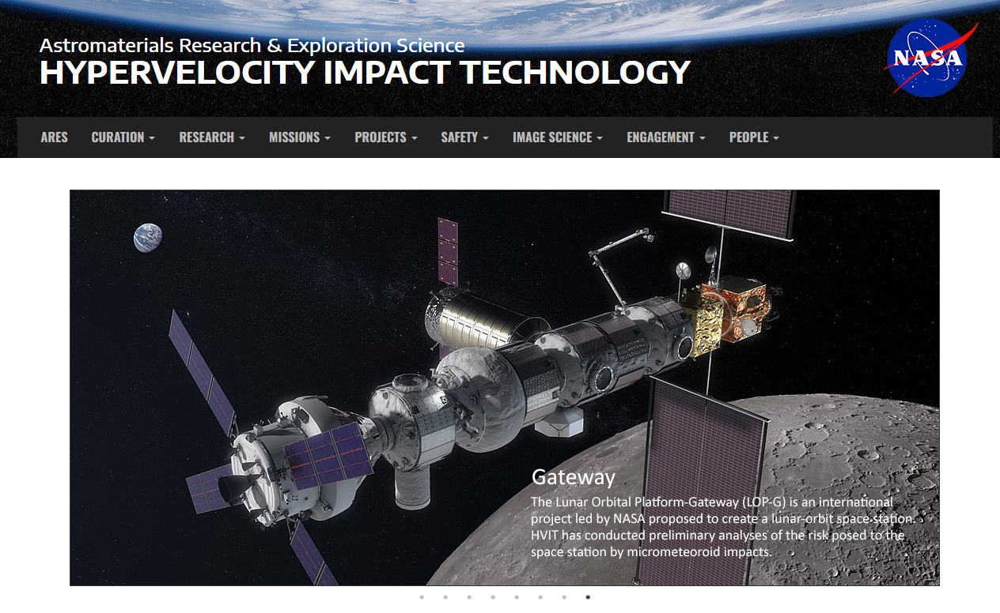 Astromaterials Research & Exploration Science
HYPERVELOCITY IMPACT TECHNOLOGY
NASA
ARES CURATION RESEARCH MISSIONS PROJECTS SAFETY IMAGE SCIENCE ENGAGEMENT PEOPLE
Gateway
The Lunar Orbital Platform-Gateway (LOP-G) is an international
project led by NASA proposed to create a lunar-orbit space station.
HVIT has conducted preliminary analyses of the risk posed to the
space station by micrometeoroid impacts.